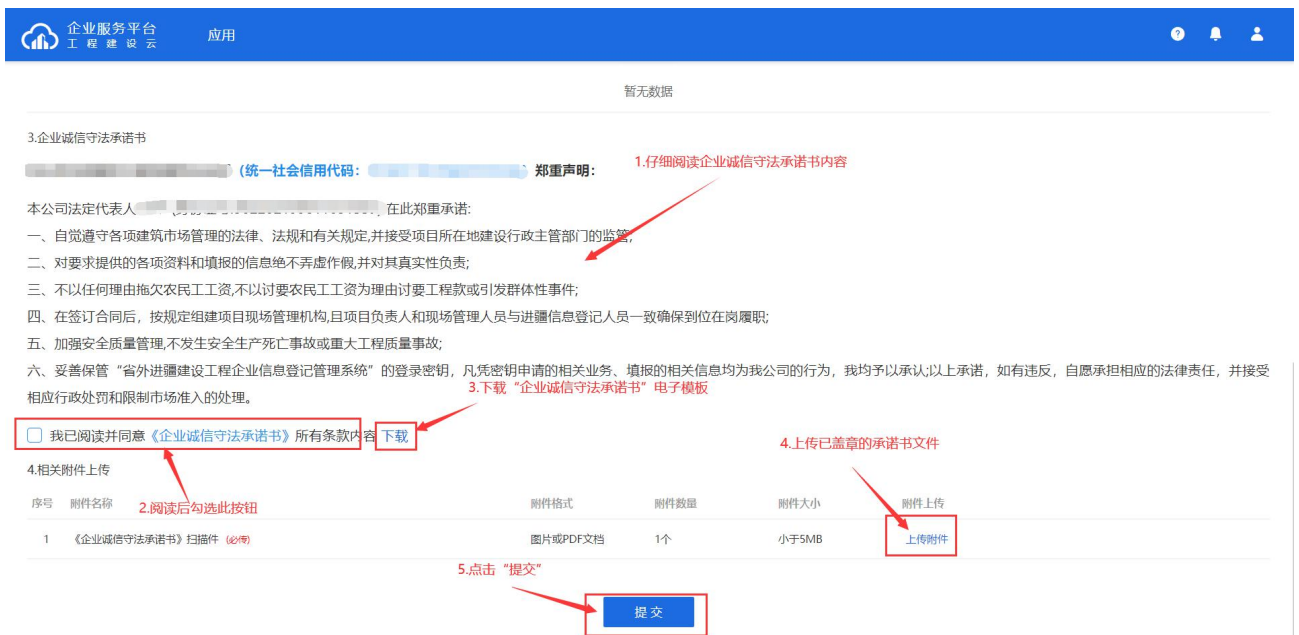 企业服务平台
工程建设云
应用
暂无数据
3.企业诚信守法承诺书
(统一社会信用代码: 郑重声明:
1.仔细阅读企业诚信守法承诺书内容
本公司法定代表人 在此郑重承诺:
一、自觉遵守各项建筑市场管理的法律、法规和有关规定,并接受项目所在地建设行政主管部门的监管;
二、对要求提供的各项资料和填报的信息绝不弄虚作假,并对其真实性负责;
三、不以任何理由拖欠农民工工资,不以讨要农民工工资为理由讨要工程款或引发群体性事件;
四、在签订合同后，按规定组建项目现场管理机构,且项目负责人和现场管理人员与进疆信息登记人员一致确保到位在岗履职;
五、加强安全质量管理,不发生安全生产死亡事故或重大工程质量事故;
六、妥善保管“省外进疆建设工程企业信息登记管理系统”的登录密钥，凡凭密钥申请的相关业务、填报的相关信息均为我公司的行为，我均予以承认;以上承诺，如有违反，自愿承担相应的法律责任，并接受
相应行政处罚和限制市场准入的处理。
3.下载“企业诚信守法承诺书”电子模板
我已阅读并同意《企业诚信守法承诺书》所有条款内容 下载
4.上传已盖章的承诺书文件
4.相关附件上传
序号 附件名称 附件格式 附件数量 附件大小 附件上传
2.阅读后勾选此按钮
1 《企业诚信守法承诺书》扫描件 (必传) 图片或PDF文档 1个 小于5MB 上传附件
5.点击“提交”
提交